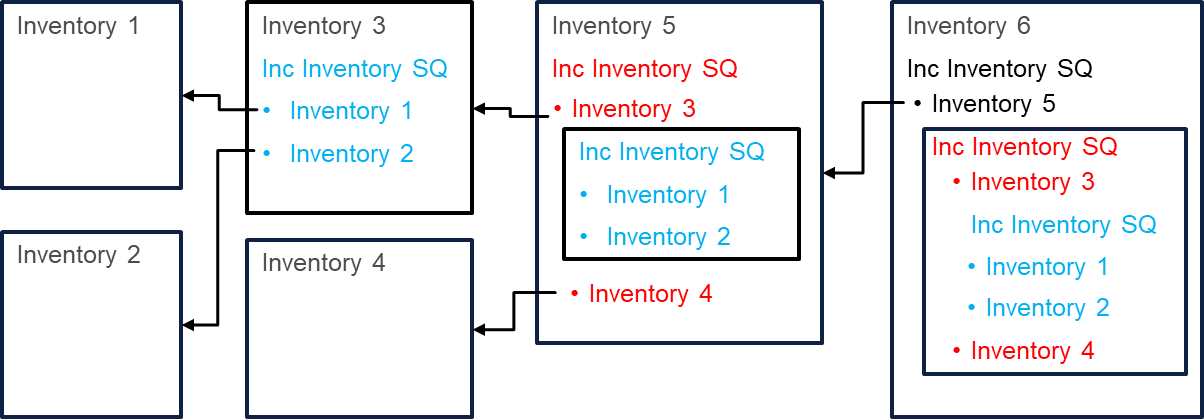 Inventory 1
Inventory 2
Inventory 3
Inc Inventory SQ
• Inventory 1
• Inventory 2
Inventory 4
Inventory 5
Inc Inventory SQ
• Inventory 3
Inc Inventory SQ
• Inventory 1
• Inventory 2
• Inventory 4
Inventory 6
Inc Inventory SQ
• Inventory 5
Inc Inventory SQ
• Inventory 3
Inc Inventory SQ
• Inventory 1
• Inventory 2
• Inventory 4